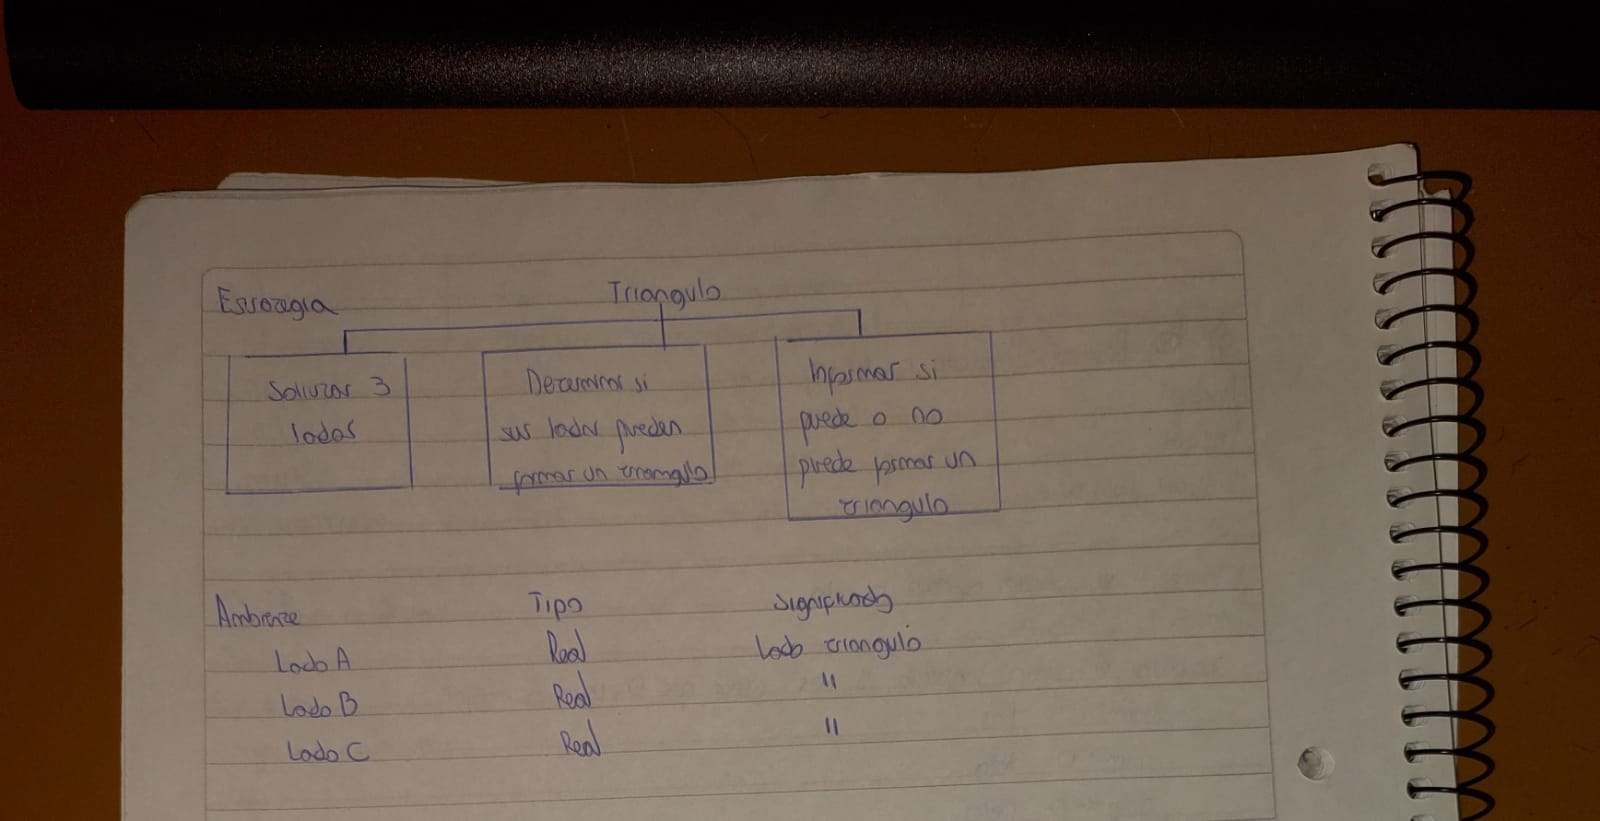 Estrategia
Triangulo
Solicitar 3
lados
Determinar si
sus lados pueden
formar un triangulo
Informar si
puede o no
puede formar un
triangulo
Ambiente Tipo Significado
Lado A Real Lado triangulo
Lado B Real "
Lado C Real "